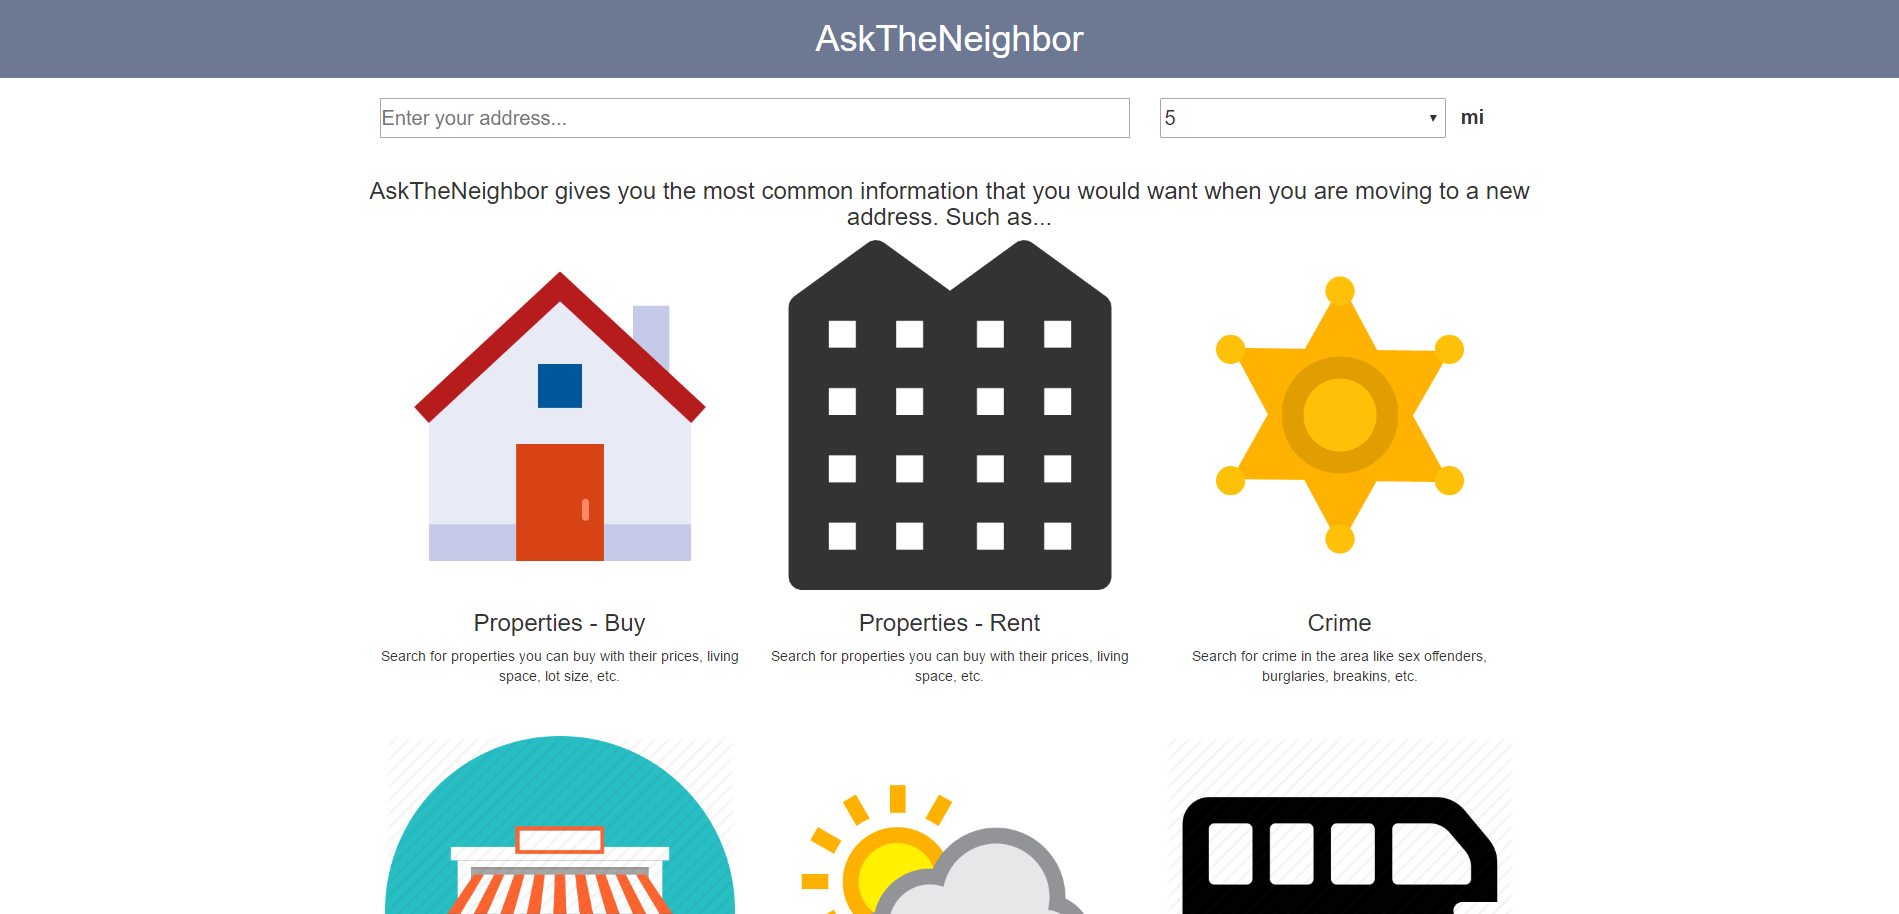 AskTheNeighbor
Enter your address...
5
mi
AskTheNeighbor gives you the most common information that you would want when you are moving to a new
address. Such as...
Properties - Buy
Search for properties you can buy with their prices, living
space, lot size, etc.
Properties - Rent
Search for properties you can buy with their prices, living
space, etc.
Crime
Search for crime in the area like sex offenders,
burglaries, breakins, etc.